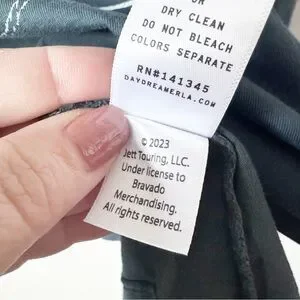 OR
DRY CLEAN
DO NOT BLEACH
COLORS SEPARATE
RN#141345
DAYDREAMERLA.COM
© 2023
Jett Touring, LLC.
Under license to
Bravado
Merchandising.
All rights reserved.